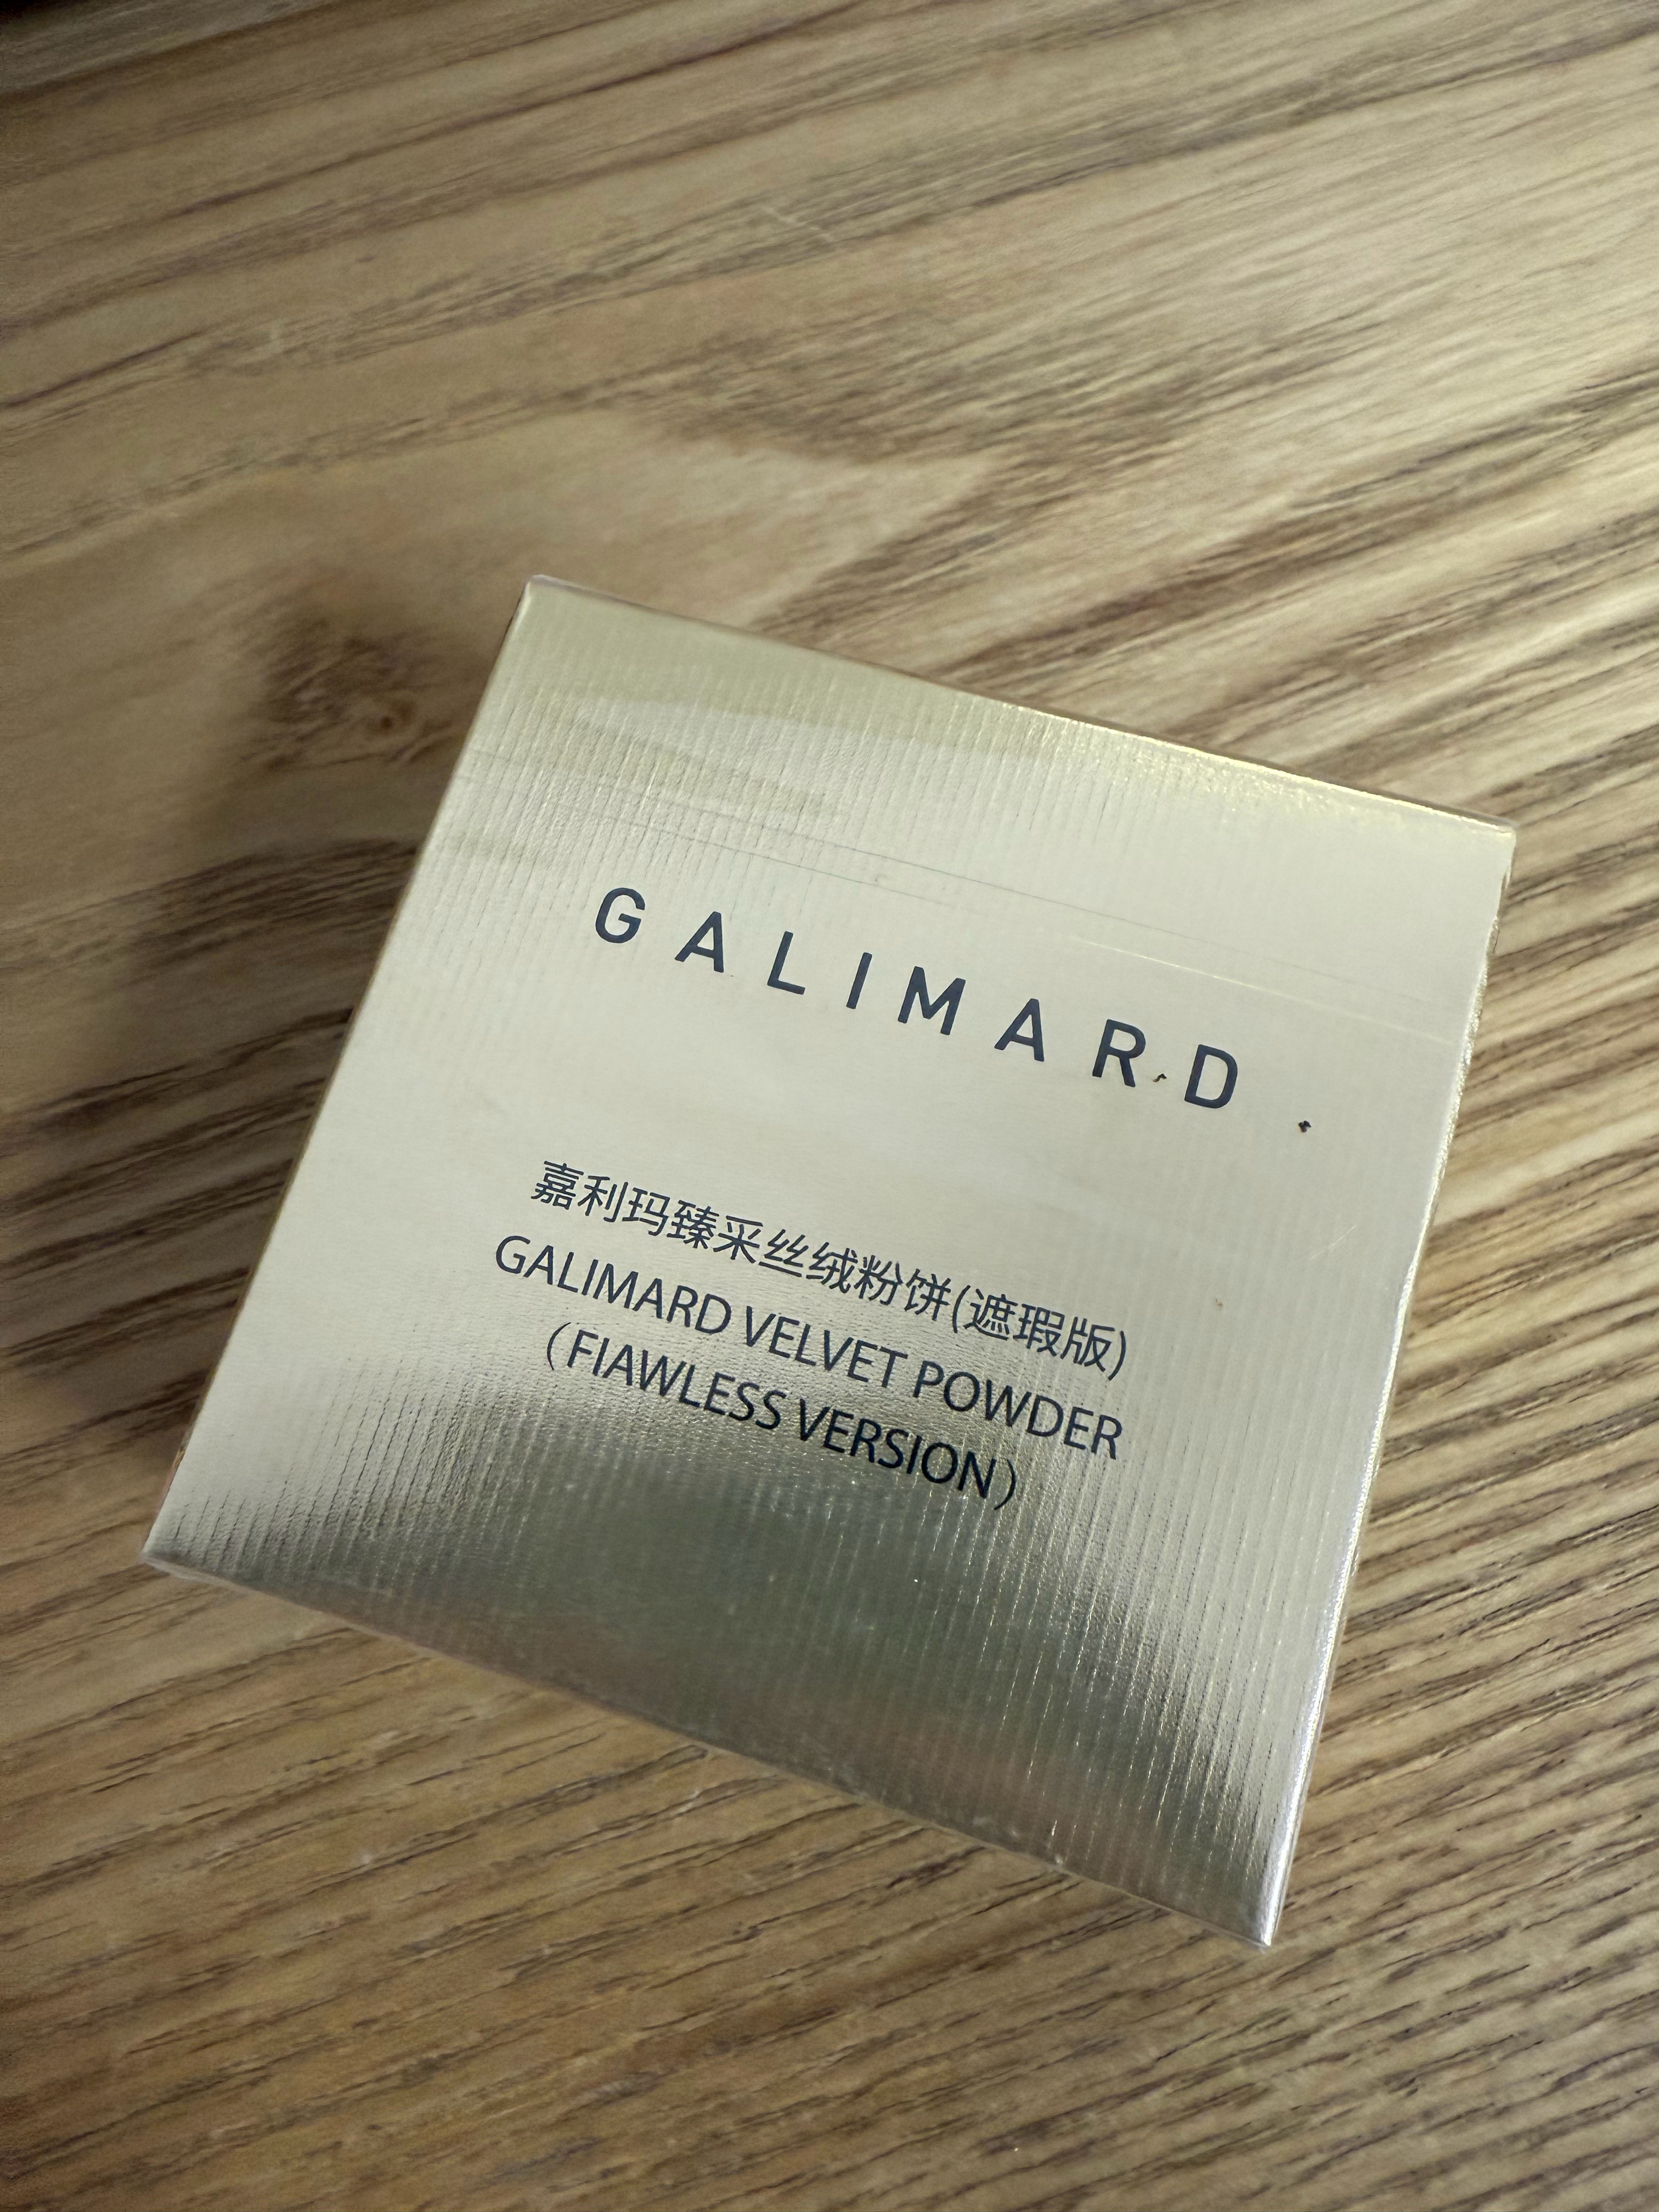 GALIMARD
嘉利玛臻采丝绒粉饼(遮瑕版)
GALIMARD VELVET POWDER
（FIAWLESS VERSION）